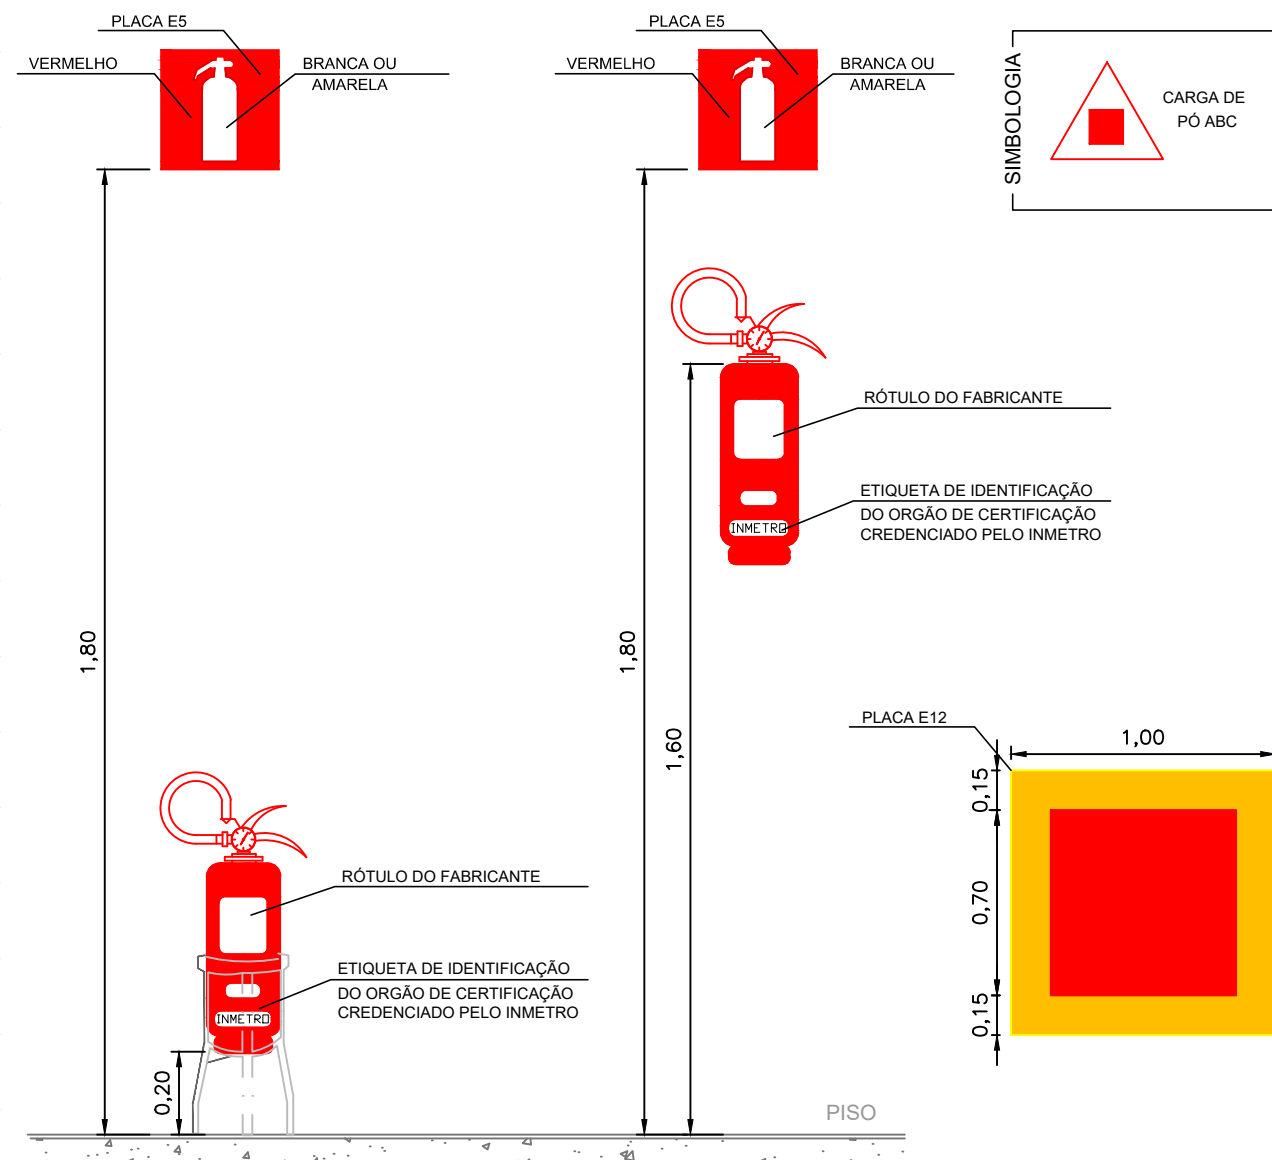 PLACA E5
VERMELHO
BRANCA OU
AMARELA
PLACA E5
VERMELHO
BRANCA OU
AMARELA
SIMBOLOGIA
CARGA DE
PÓ ABC
RÓTULO DO FABRICANTE
ETIQUETA DE IDENTIFICAÇÃO
DO ORGÃO DE CERTIFICAÇÃO
CREDENCIADO PELO INMETRO
INMETRO
1,80
1,80
1,60
PLACA E12
1,00
0,15
0,70
0,15
RÓTULO DO FABRICANTE
ETIQUETA DE IDENTIFICAÇÃO
DO ORGÃO DE CERTIFICAÇÃO
CREDENCIADO PELO INMETRO
INMETRO
0,20
PISO